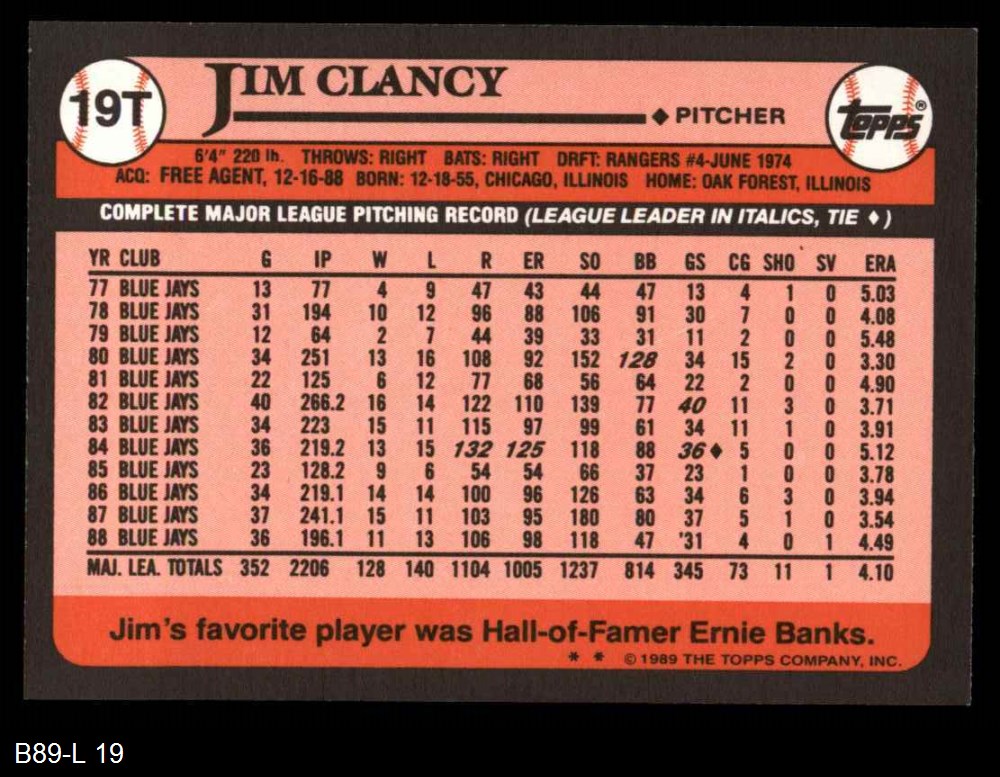 19T
JIM CLANCY
◆ PITCHER
Topps®
6'4" 220 lh. THROWS: RIGHT BATS: RIGHT DRFT: RANGERS #4-JUNE 1974
ACQ: FREE AGENT, 12-16-88 BORN: 12-18-55, CHICAGO, ILLINOIS HOME: OAK FOREST, ILLINOIS
COMPLETE MAJOR LEAGUE PITCHING RECORD (LEAGUE LEADER IN ITALICS, TIE ♦)
YR CLUB G IP W L R ER SO BB GS CG SHO SV ERA
77 BLUE JAYS 13 77 4 9 47 43 44 47 13 4 1 0 5.03
78 BLUE JAYS 31 194 10 12 96 88 106 91 30 7 0 0 4.08
79 BLUE JAYS 12 64 2 7 44 39 33 31 11 2 0 0 5.48
80 BLUE JAYS 34 251 13 16 108 92 152 128 34 15 2 0 3.30
81 BLUE JAYS 22 125 6 12 77 68 56 64 22 2 0 0 4.90
82 BLUE JAYS 40 266.2 16 14 122 110 139 77 40 11 3 0 3.71
83 BLUE JAYS 34 223 15 11 115 97 99 61 34 11 1 0 3.91
84 BLUE JAYS 36 219.2 13 15 132 125 118 88 36♦ 5 0 0 5.12
85 BLUE JAYS 23 128.2 9 6 54 54 66 37 23 1 0 0 3.78
86 BLUE JAYS 34 219.1 14 14 100 96 126 63 34 6 3 0 3.94
87 BLUE JAYS 37 241.1 15 11 103 95 180 80 37 5 1 0 3.54
88 BLUE JAYS 36 196.1 11 13 106 98 118 47 '31 4 0 1 4.49
MAJ. LEA. TOTALS 352 2206 128 140 1104 1005 1237 814 345 73 11 1 4.10
Jim's favorite player was Hall-of-Famer Ernie Banks.
* * © 1989 THE TOPPS COMPANY, INC.
B89-L 19